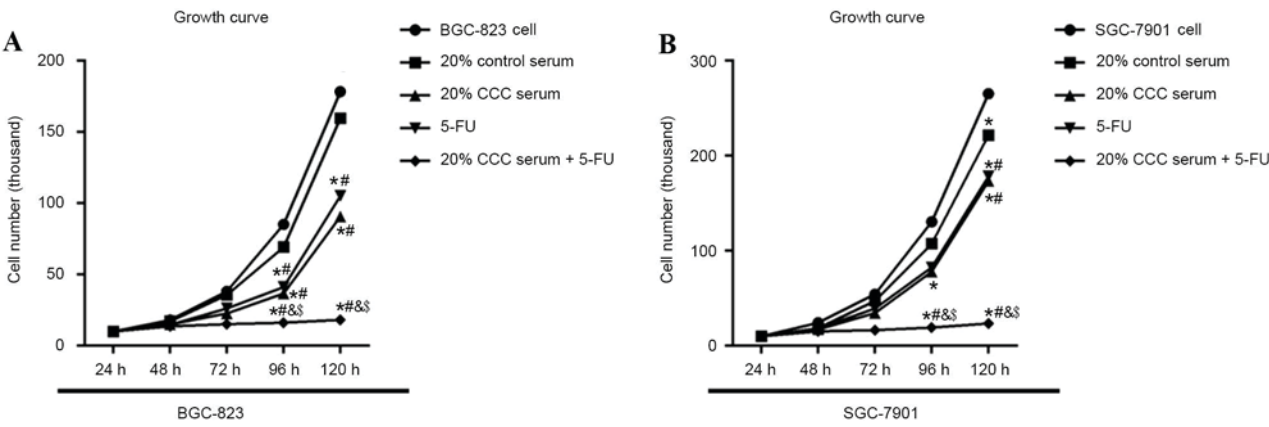 A
Growth curve
BGC-823 cell
20% control serum
20% CCC serum
5-FU
20% CCC serum + 5-FU
Cell number (thousand)
200
150
100
50
0
*#
*#
*#
*#
*#&$
*#&$
24 h 48 h 72 h 96 h 120 h
BGC-823
B
Growth curve
SGC-7901 cell
20% control serum
20% CCC serum
5-FU
20% CCC serum + 5-FU
Cell number (thousand)
300
200
100
0
*
*#
*#
*
*#&$
*#&$
24 h 48 h 72 h 96 h 120 h
SGC-7901